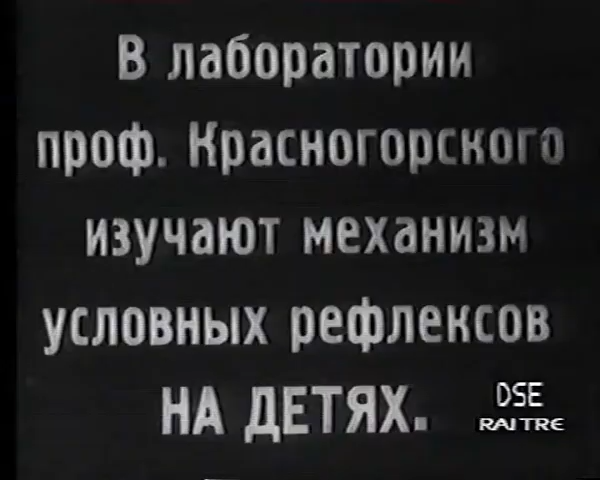 В лаборатории
проф. Красногорского
изучают механизм
условных рефлексов
НА ДЕТЯХ.
DSE
RAI TRE